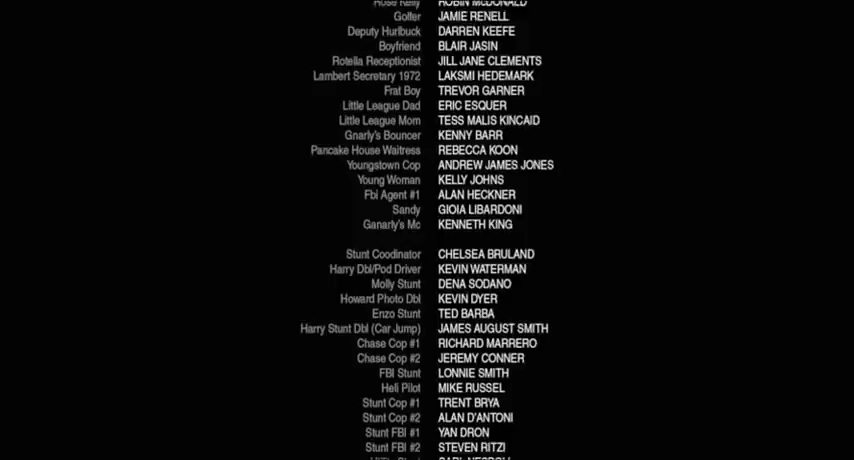 Rose Kelly ROBIN McDONALD
Golfer JAMIE RENELL
Deputy Hurlbuck DARREN KEEFE
Boyfriend BLAIR JASIN
Rotella Receptionist JILL JANE CLEMENTS
Lambert Secretary 1972 LAKSMI HEDEMARK
Frat Boy TREVOR GARNER
Little League Dad ERIC ESQUER
Little League Mom TESS MALIS KINCAID
Gnarly's Bouncer KENNY BARR
Pancake House Waitress REBECCA KOON
Youngstown Cop ANDREW JAMES JONES
Young Woman KELLY JOHNS
Fbi Agent #1 ALAN HECKNER
Sandy GIOIA LIBARDONI
Ganarly's Mc KENNETH KING
Stunt Coodinator CHELSEA BRULAND
Harry Dbl/Pod Driver KEVIN WATERMAN
Molly Stunt DENA SODANO
Howard Photo Dbl KEVIN DYER
Enzo Stunt TED BARBA
Harry Stunt Dbl (Car Jump) JAMES AUGUST SMITH
Chase Cop #1 RICHARD MARRERO
Chase Cop #2 JEREMY CONNER
FBI Stunt LONNIE SMITH
Heli Pilot MIKE RUSSEL
Stunt Cop #1 TRENT BRYA
Stunt Cop #2 ALAN D'ANTONI
Stunt FBI #1 YAN DRON
Stunt FBI #2 STEVEN RITZI